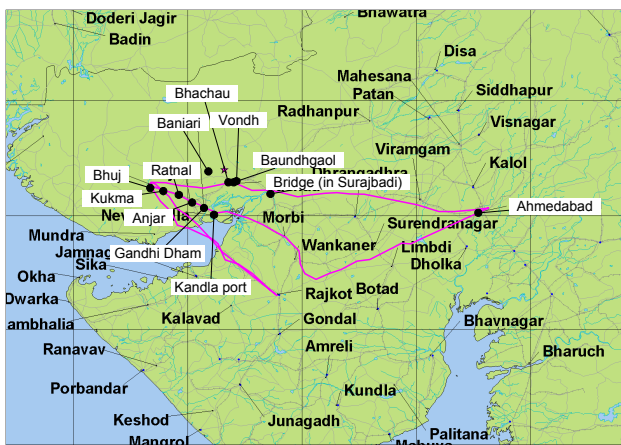 Doderi Jagir
Bhawatra
Badin
Disa
Mahesana
Patan
Siddhapur
Bhachau
Radhanpur
Visnagar
Baniari
Vondh
Viramgam
Kalol
Baundhgaol
Ratnal
Bhuj
Dhrangadhra
Bridge (in Surajbadi)
Kukma
Ahmedabad
Anjar
Morbi
Surendranagar
Mundra
Wankaner
Limbdi
Gandhi Dham
Sika
Dholka
Okha
Kandla port
Rajkot
Botad
Dwarka
Kalavad
Gondal
Bhavnagar
ambhalia
Ranavav
Amreli
Bharuch
Porbandar
Kundla
Keshod
Junagadh
Palitana
Mangrol